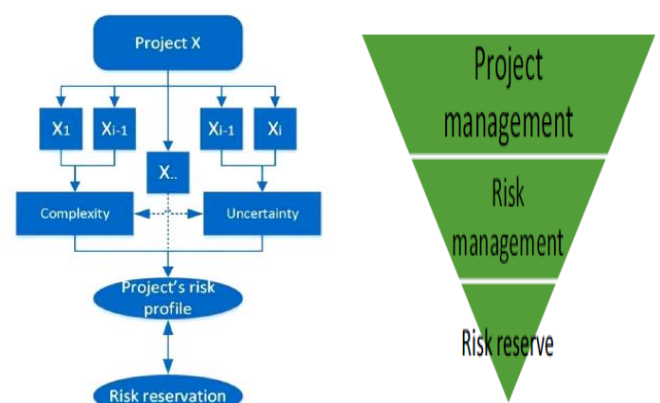 Project X
X1
Xi-1
Xi-1
Xi
X..
Complexity
Uncertainty
Project's risk
profile
Risk reservation
Project
management
Risk
management
Risk reserve